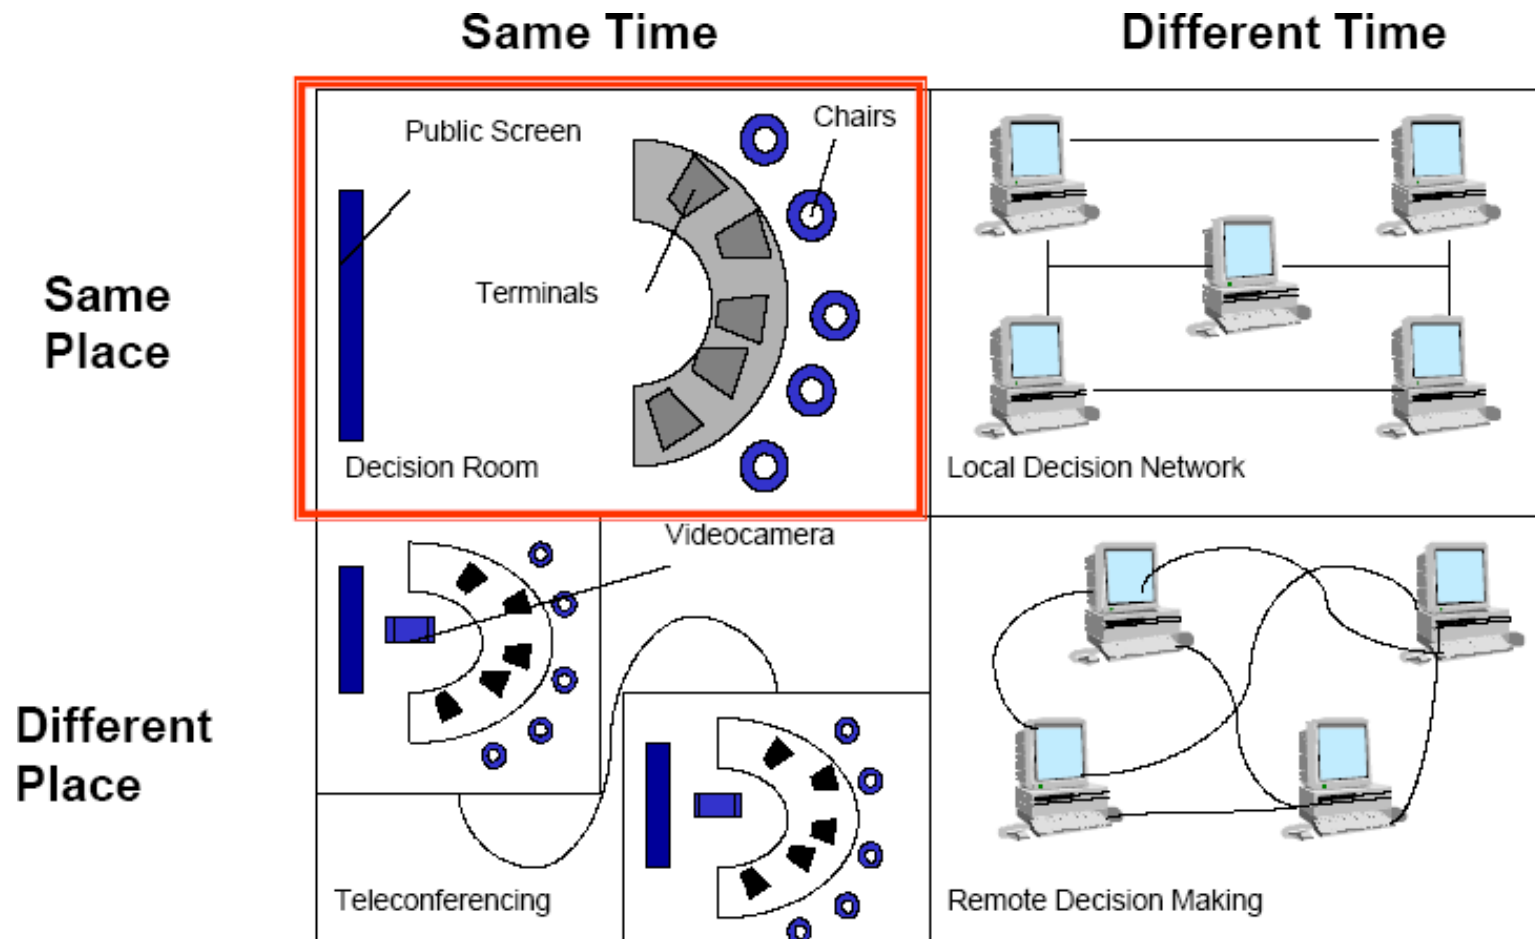 Same Time
Different Time
Public Screen
Chairs
Terminals
Same
Place
Decision Room
Local Decision Network
Videocamera
Different
Place
Teleconferencing
Remote Decision Making